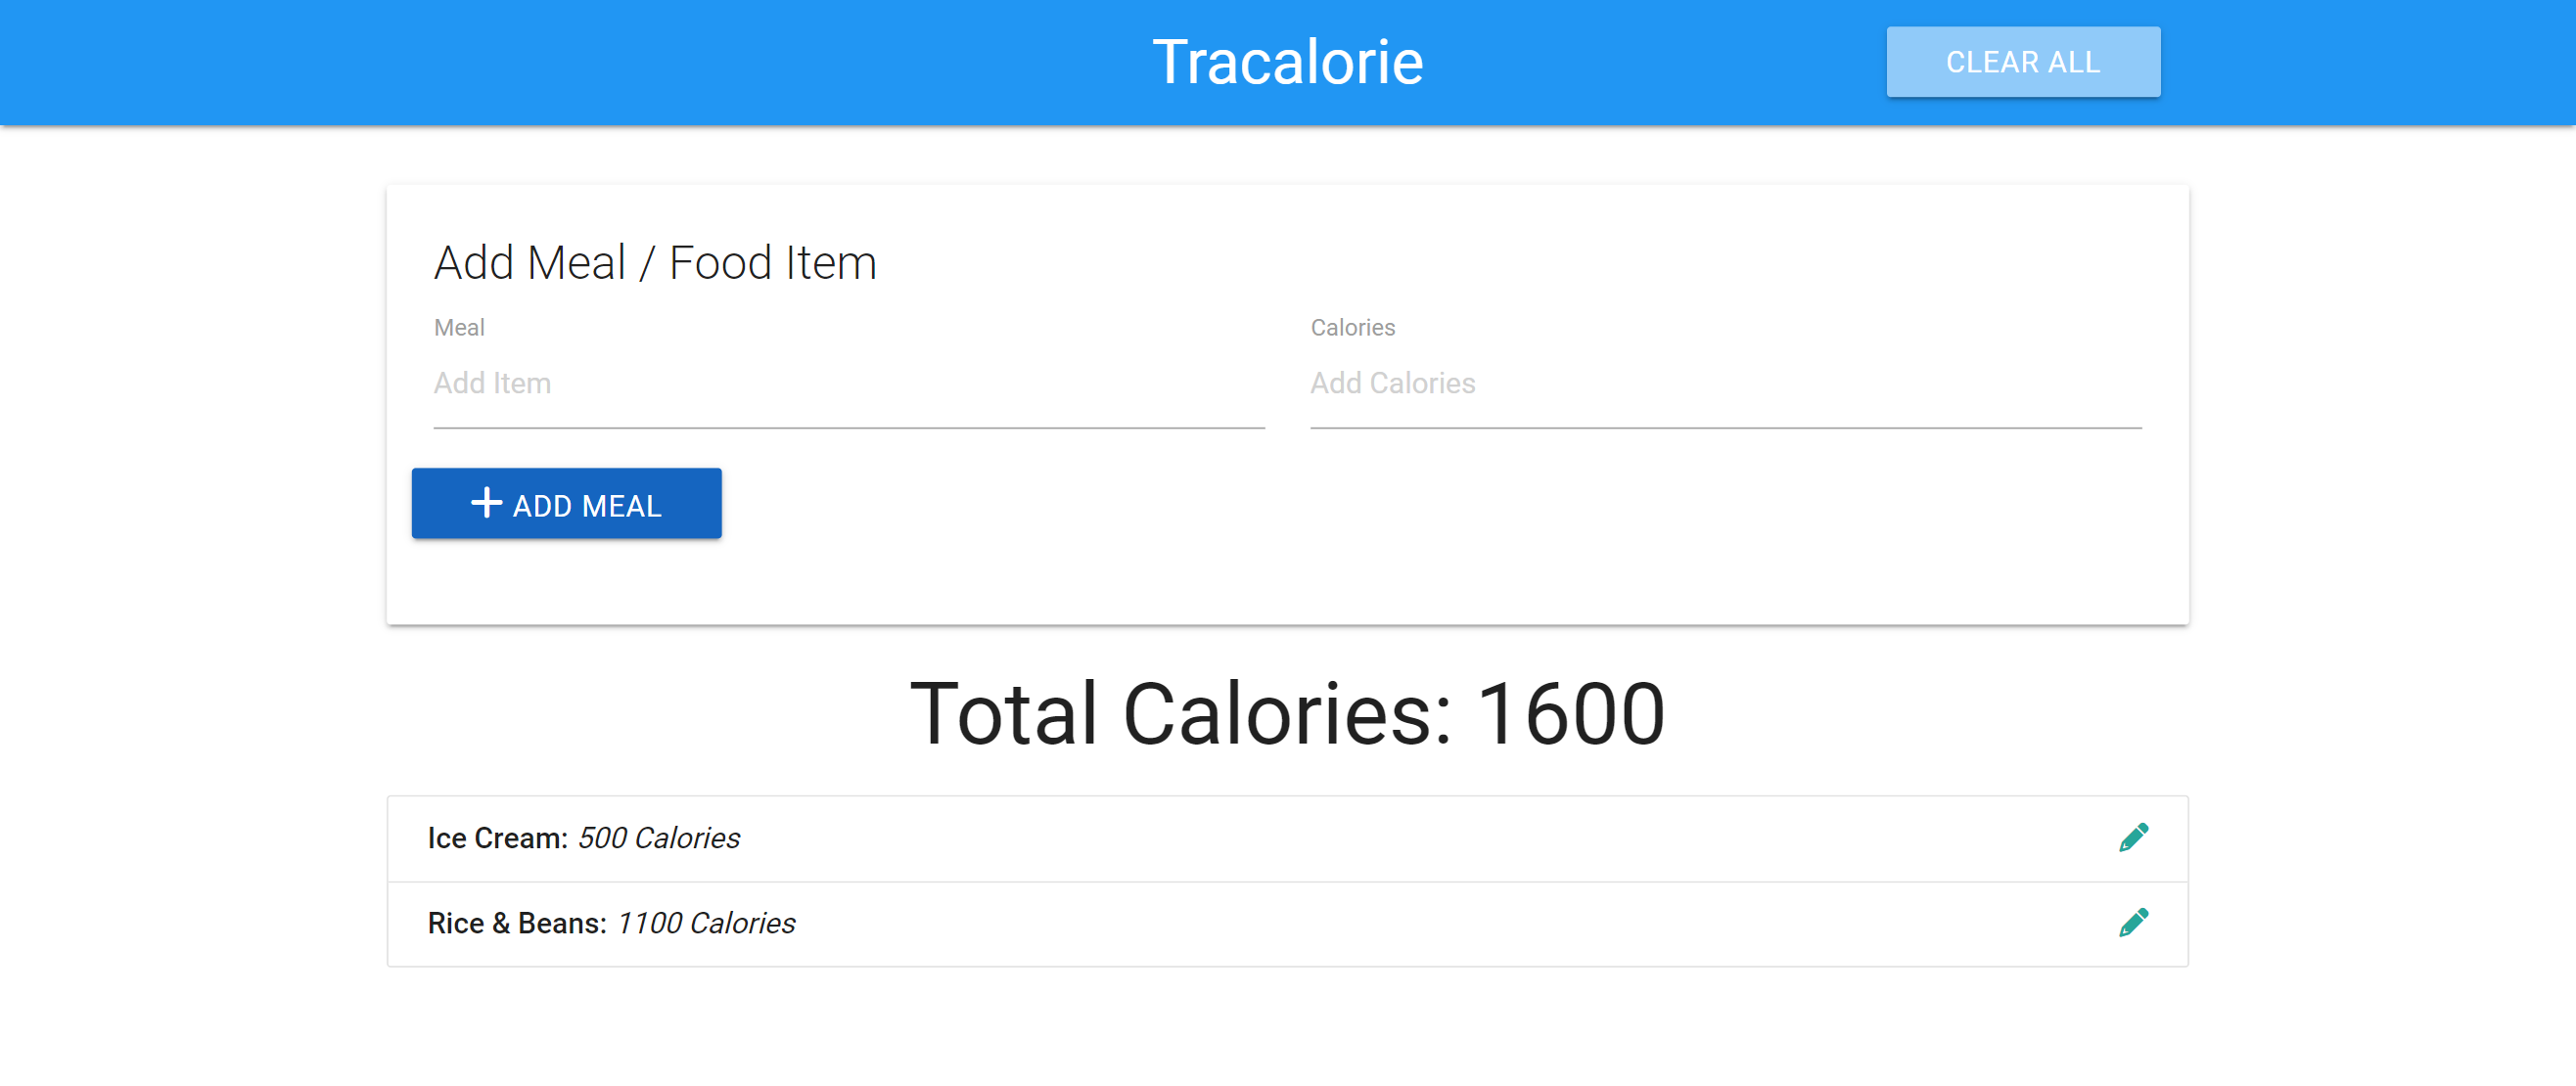 Tracalorie
CLEAR ALL
Add Meal / Food Item
Meal
Calories
Add Item
Add Calories
ADD MEAL
Total Calories: 1600
Ice Cream: 500 Calories
Rice & Beans: 1100 Calories